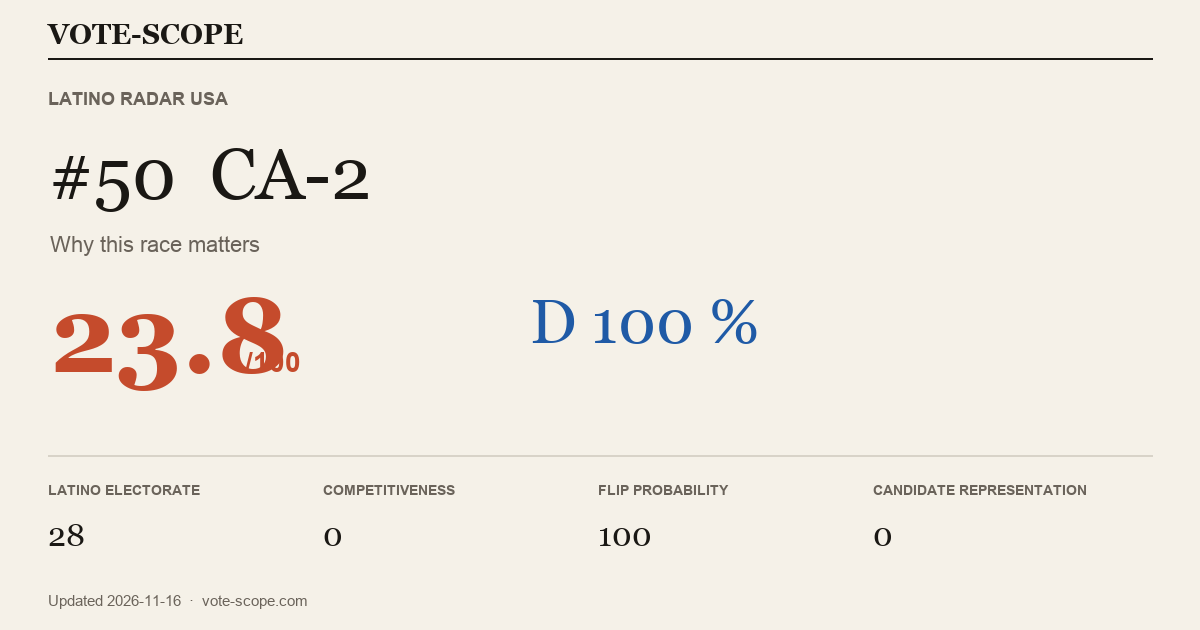 VOTE-SCOPE
LATINO RADAR USA
#50 CA-2
Why this race matters
23.8/100
D 100 %
LATINO ELECTORATE
COMPETITIVENESS
FLIP PROBABILITY
CANDIDATE REPRESENTATION
28
0
100
0
Updated 2026-11-16 · vote-scope.com